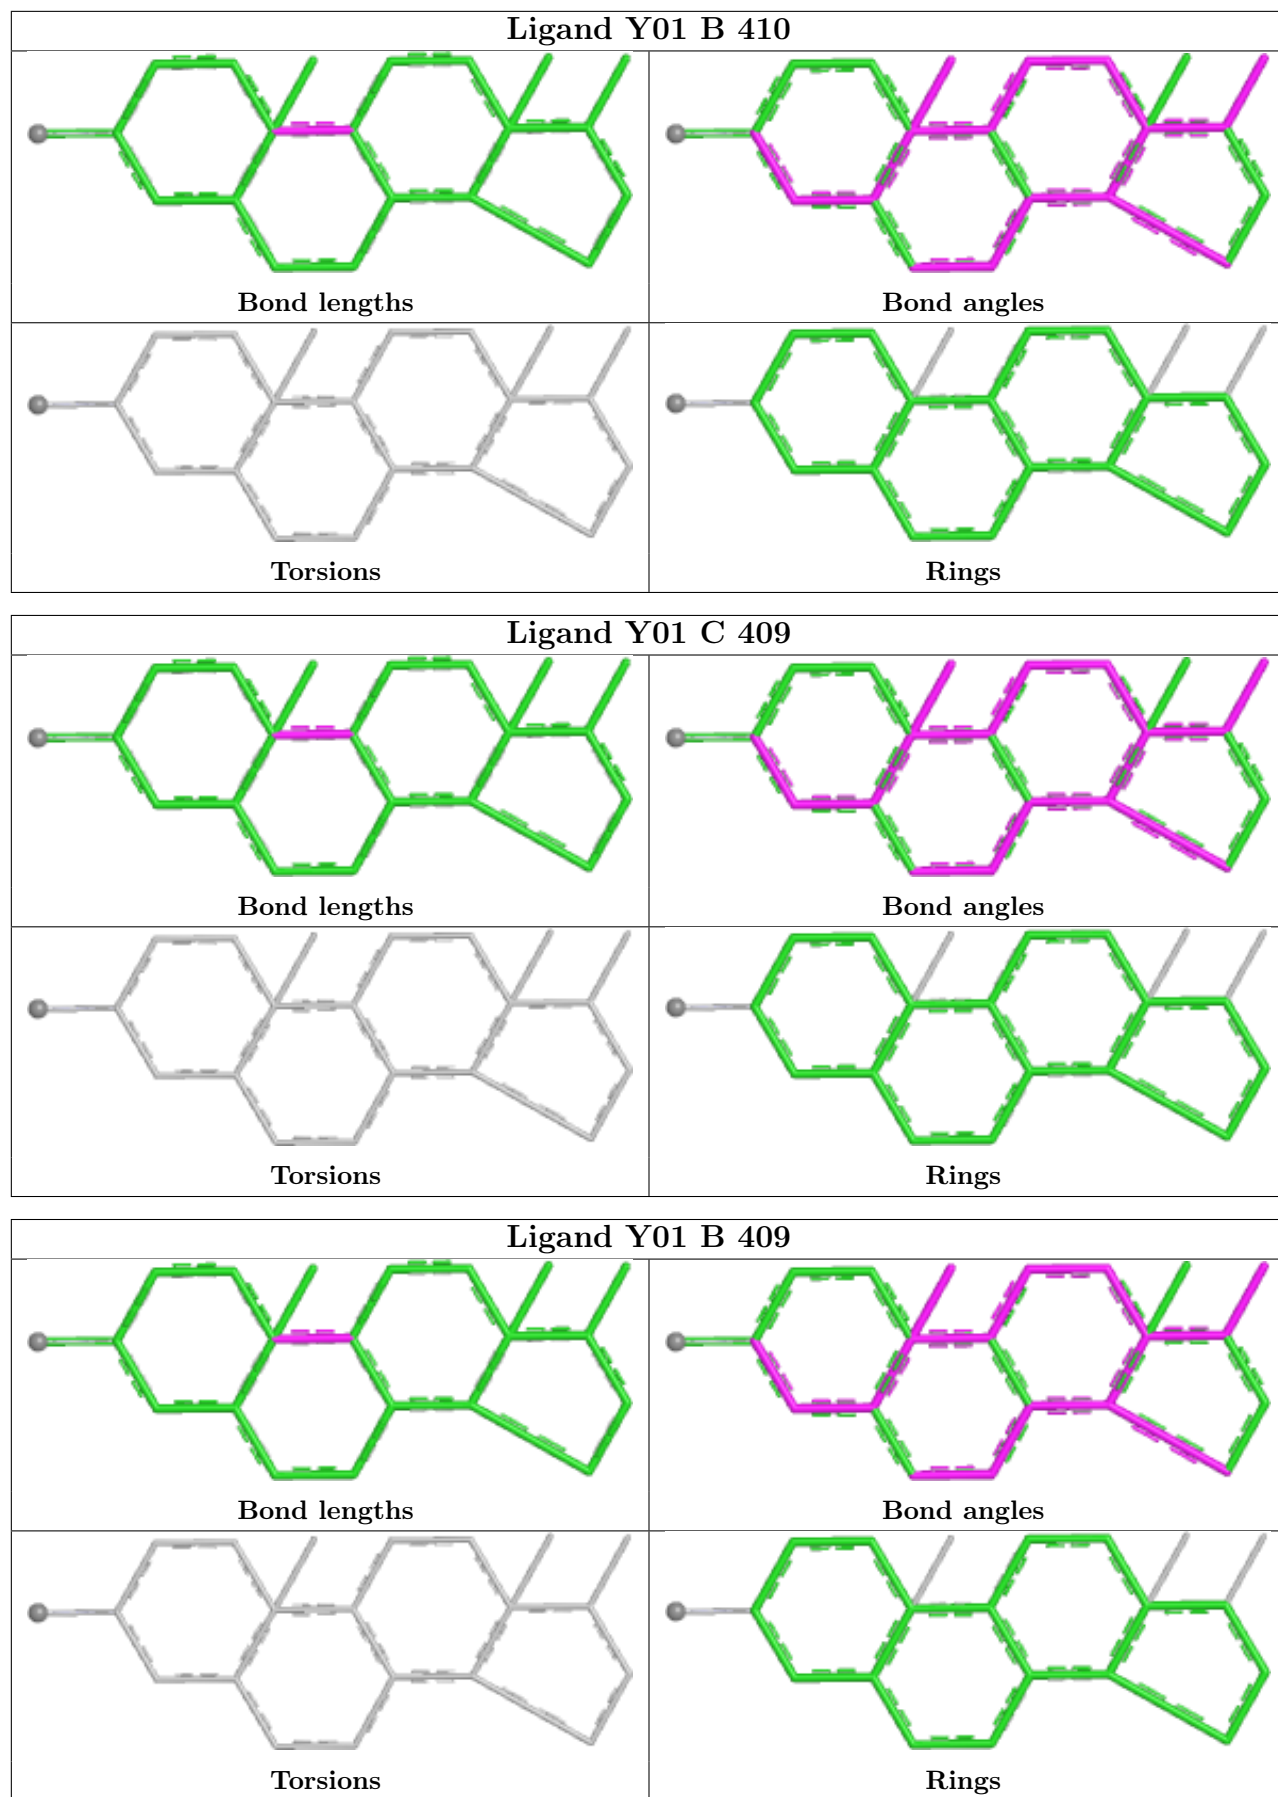 Ligand Y01 B 410
Bond lengths
Bond angles
Torsions
Rings
Ligand Y01 C 409
Bond lengths
Bond angles
Torsions
Rings
Ligand Y01 B 409
Bond lengths
Bond angles
Torsions
Rings